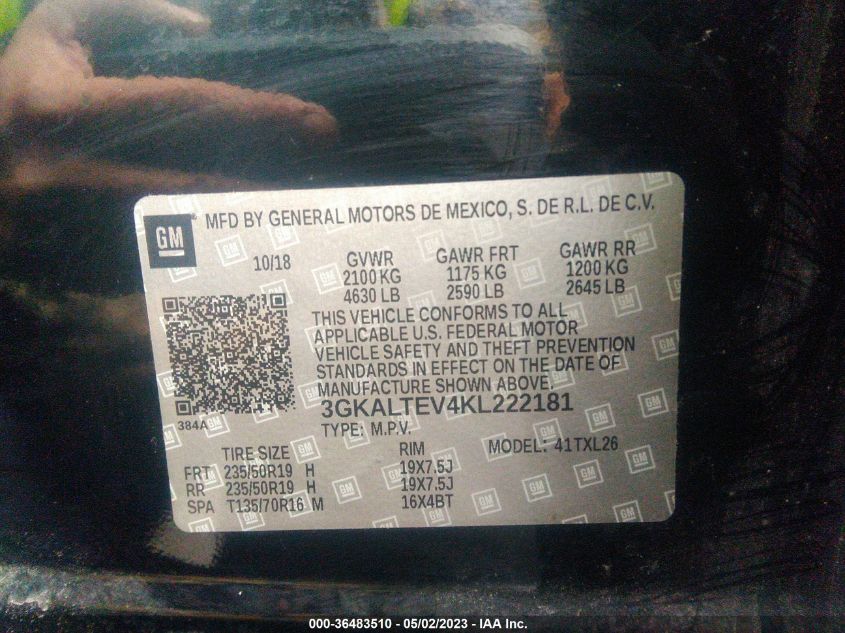 GM
MFD BY GENERAL MOTORS DE MEXICO, S. DE R.L. DE C.V.
10/18 GVWR GAWR FRT GAWR RR
2100 KG 1175 KG 1200 KG
4630 LB 2590 LB 2645 LB
THIS VEHICLE CONFORMS TO ALL
APPLICABLE U.S. FEDERAL MOTOR
VEHICLE SAFETY AND THEFT PREVENTION
STANDARDS IN EFFECT ON THE DATE OF
MANUFACTURE SHOWN ABOVE.
384A
3GKALTEV4KL222181
TYPE: M.P.V. MODEL: 41TXL26
TIRE SIZE RIM
FRT 235/50R19 H 19X7.5J
RR 235/50R19 H 19X7.5J
SPA T135/70R16 M 16X4BT
000-36483510 - 05/02/2023 - IAA Inc.